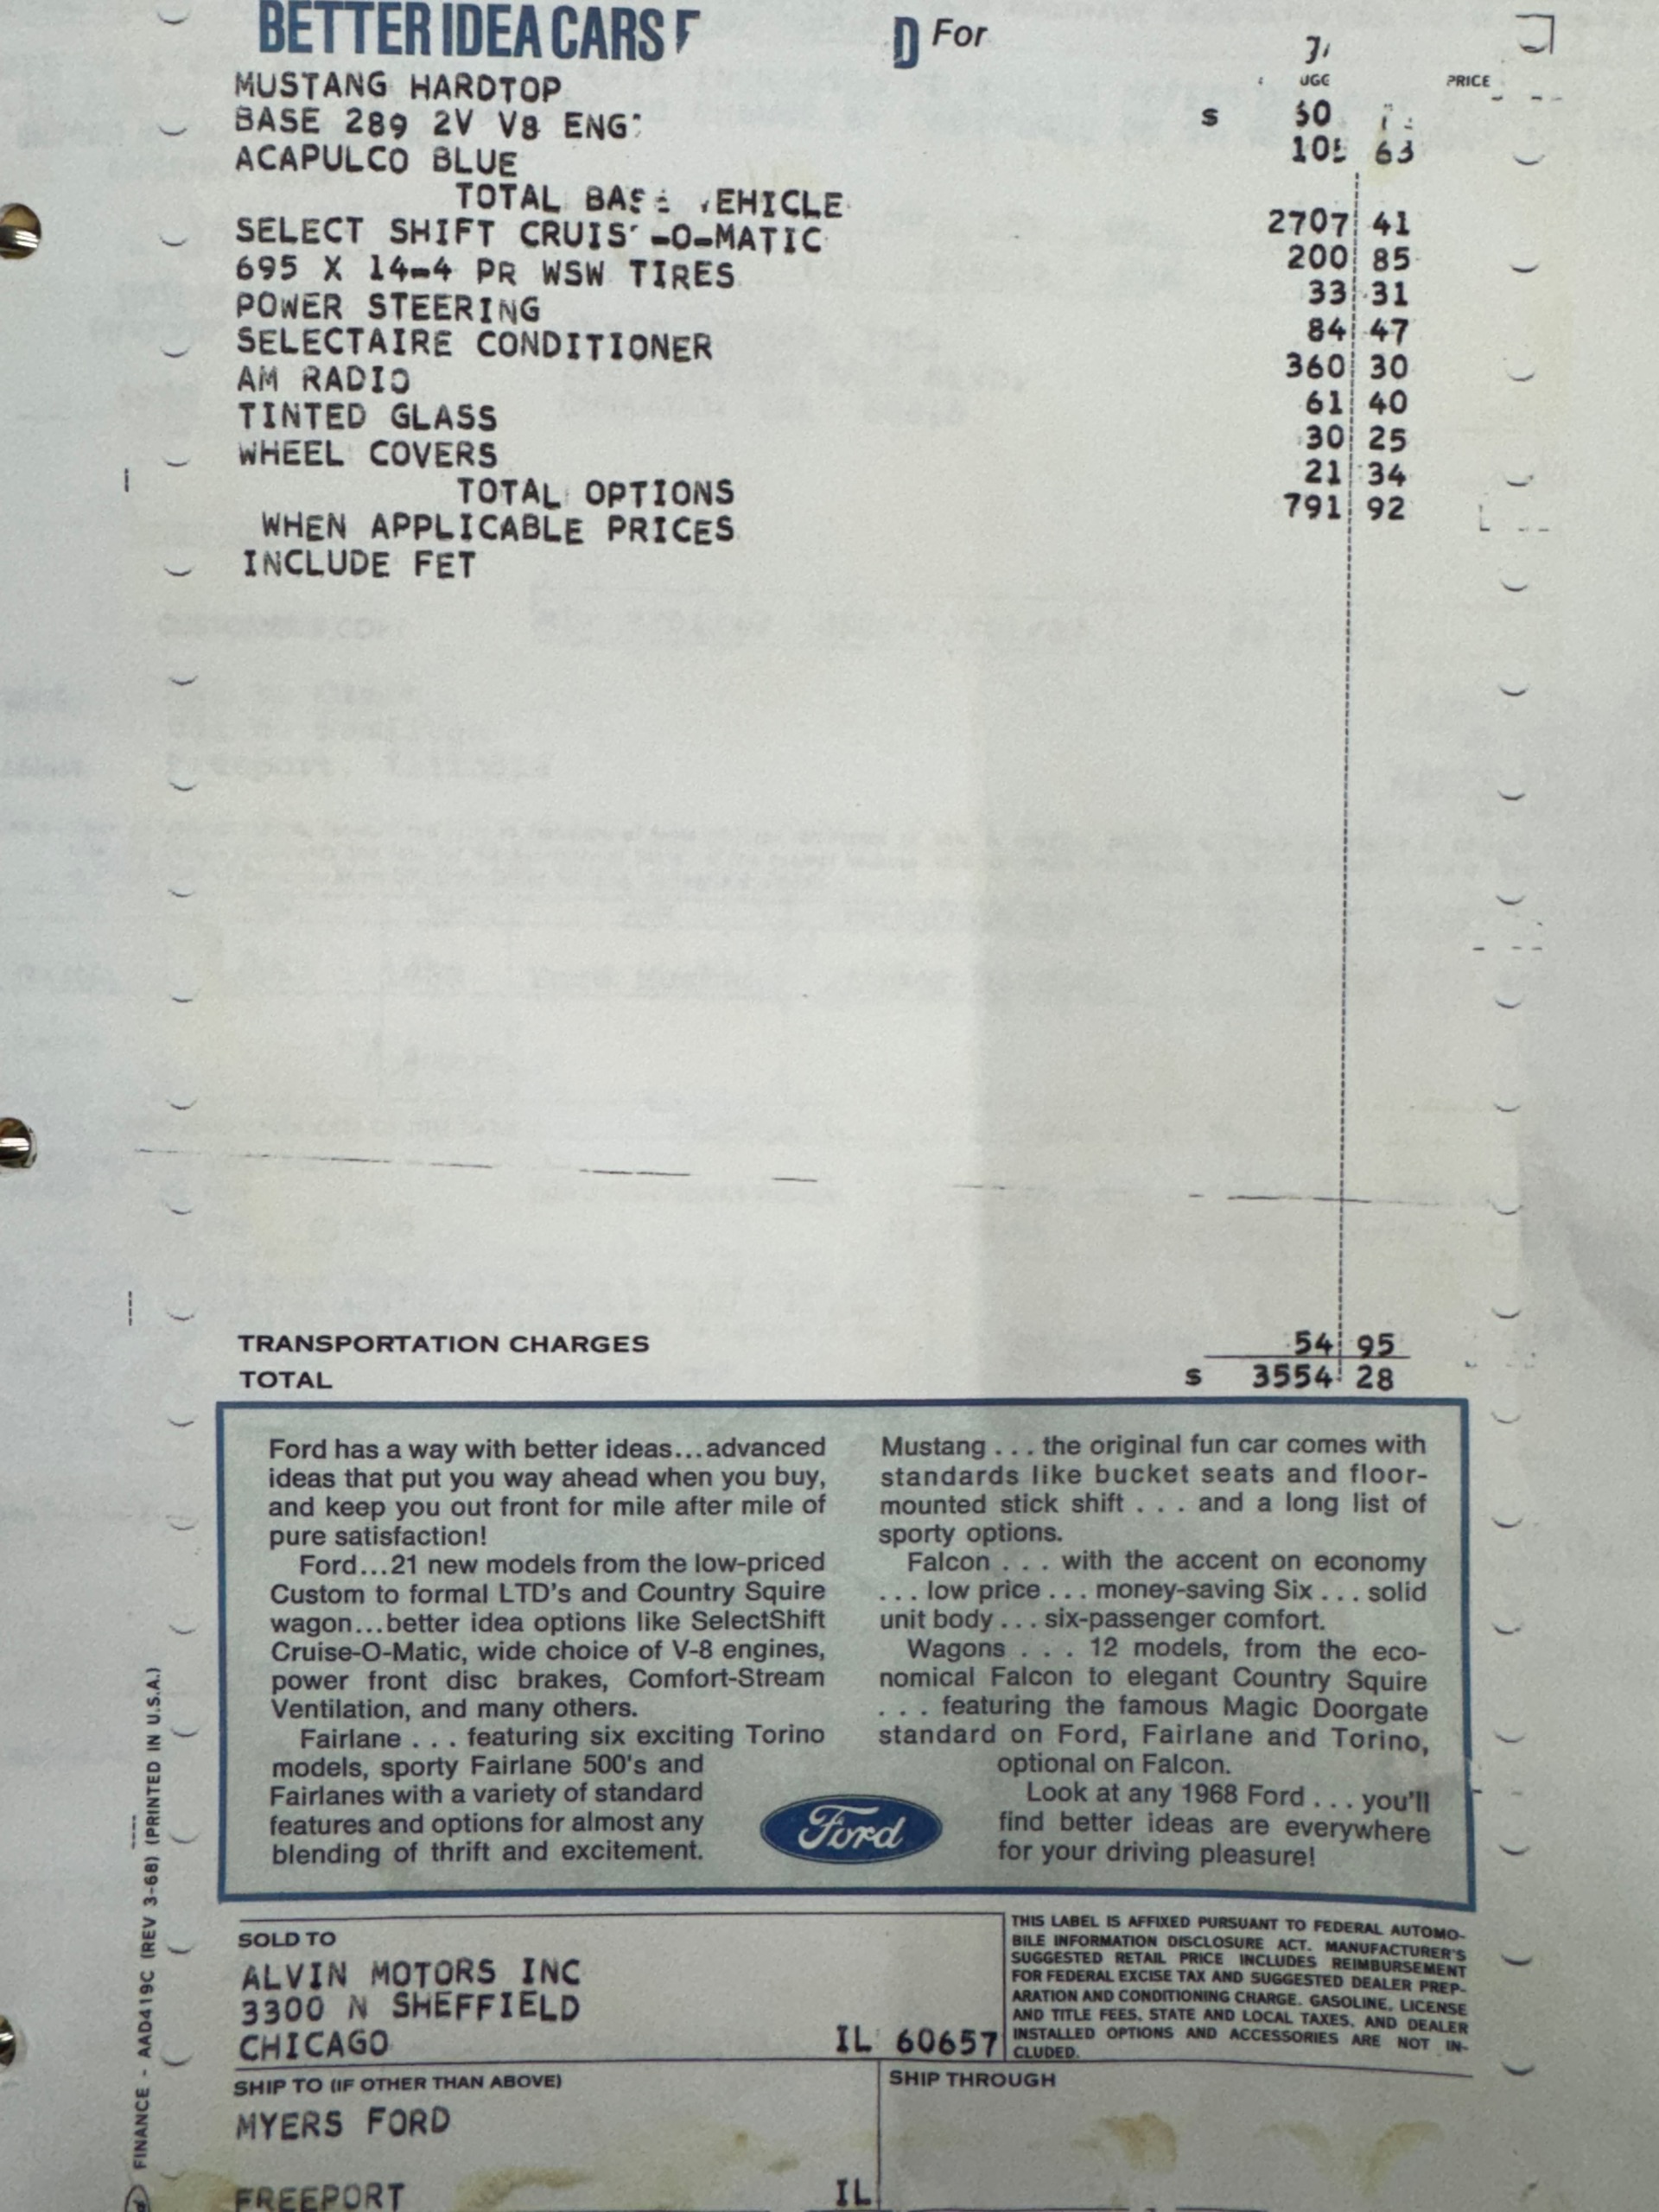 BETTER IDEA CARS F D For
PRICE
MUSTANG HARDTOP
BASE 289 2V V8 ENG $
ACAPULCO BLUE 63
TOTAL BASE VEHICLE 2707 41
SELECT SHIFT CRUIS -O-MATIC 200 85
695 X 14-4 PR WSW TIRES 33 31
POWER STEERING 84 47
SELECTAIRE CONDITIONER 360 30
AM RADIO 61 40
TINTED GLASS 30 25
WHEEL COVERS 21 34
TOTAL OPTIONS 791 92
WHEN APPLICABLE PRICES
INCLUDE FET
TRANSPORTATION CHARGES 54 95
TOTAL $ 3554 28
Ford has a way with better ideas...advanced
ideas that put you way ahead when you buy,
and keep you out front for mile after mile of
pure satisfaction!
Ford...21 new models from the low-priced
Custom to formal LTD's and Country Squire
wagon...better idea options like SelectShift
Cruise-O-Matic, wide choice of V-8 engines,
power front disc brakes, Comfort-Stream
Ventilation, and many others.
Fairlane . . . featuring six exciting Torino
models, sporty Fairlane 500's and
Fairlanes with a variety of standard
features and options for almost any
blending of thrift and excitement.
Mustang . . . the original fun car comes with
standards like bucket seats and floor-
mounted stick shift . . . and a long list of
sporty options.
Falcon . . . with the accent on economy
. . . low price . . . money-saving Six . . . solid
unit body . . . six-passenger comfort.
Wagons . . . 12 models, from the eco-
nomical Falcon to elegant Country Squire
. . . featuring the famous Magic Doorgate
standard on Ford, Fairlane and Torino,
optional on Falcon.
Look at any 1968 Ford . . . you'll
find better ideas are everywhere
for your driving pleasure!
Ford
FINANCE - AAD419C (REV 3-68) (PRINTED IN U.S.A.)
SOLD TO
ALVIN MOTORS INC
3300 N SHEFFIELD
CHICAGO IL 60657
THIS LABEL IS AFFIXED PURSUANT TO FEDERAL AUTOMO-
BILE INFORMATION DISCLOSURE ACT. MANUFACTURER'S
SUGGESTED RETAIL PRICE INCLUDES REIMBURSEMENT
FOR FEDERAL EXCISE TAX AND SUGGESTED DEALER PREP-
ARATION AND CONDITIONING CHARGE. GASOLINE, LICENSE
AND TITLE FEES, STATE AND LOCAL TAXES, AND DEALER
INSTALLED OPTIONS AND ACCESSORIES ARE NOT IN-
CLUDED.
SHIP TO (IF OTHER THAN ABOVE)
MYERS FORD
FREEPORT IL
SHIP THROUGH